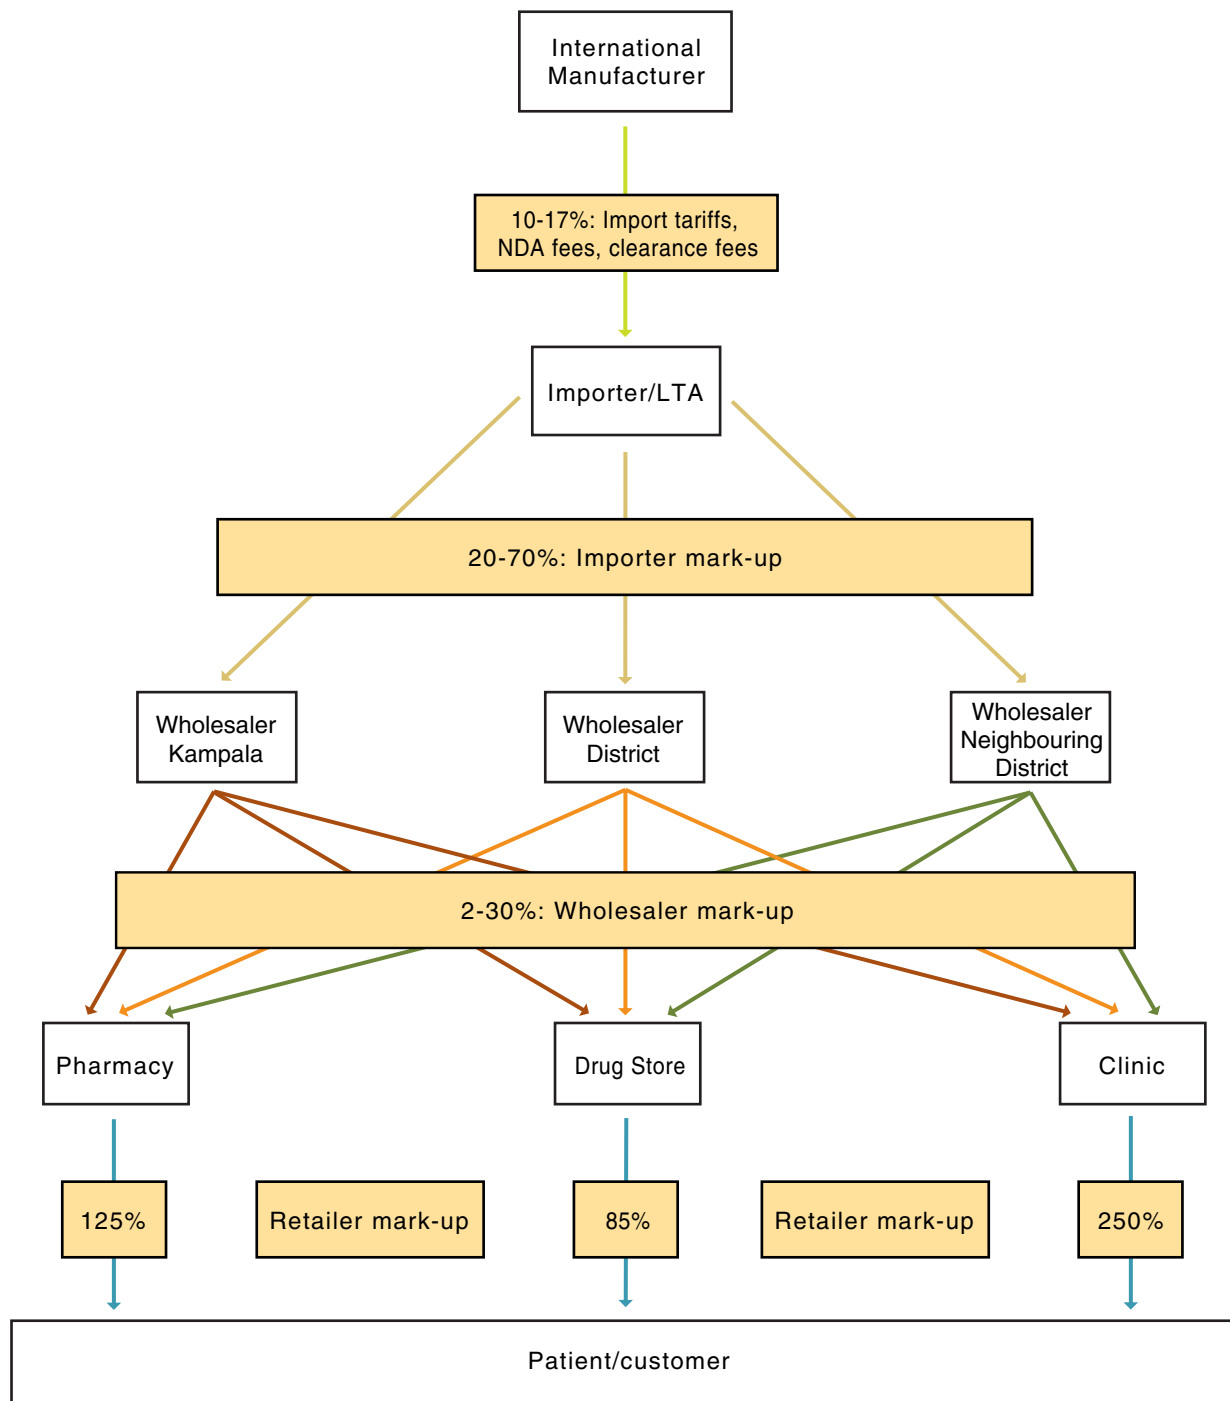 International
Manufacturer
10-17%: Import tariffs,
NDA fees, clearance fees
Importer/LTA
20-70%: Importer mark-up
Wholesaler
Kampala
Wholesaler
District
Wholesaler
Neighbouring
District
2-30%: Wholesaler mark-up
Pharmacy
Drug Store
Clinic
125%
Retailer mark-up
85%
Retailer mark-up
250%
Patient/customer